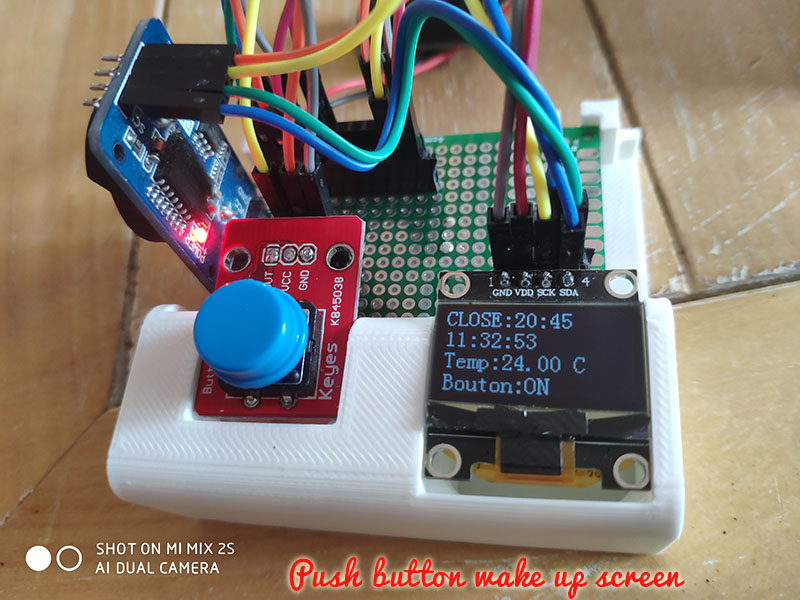 OUT VCC GND
K845038
Keyes
1 4
GND VDD SCK SDA
CLOSE:20:45
11:32:53
Temp:24.00 C
Bouton:ON
SHOT ON MI MIX 2S
AI DUAL CAMERA
Push button wake up screen